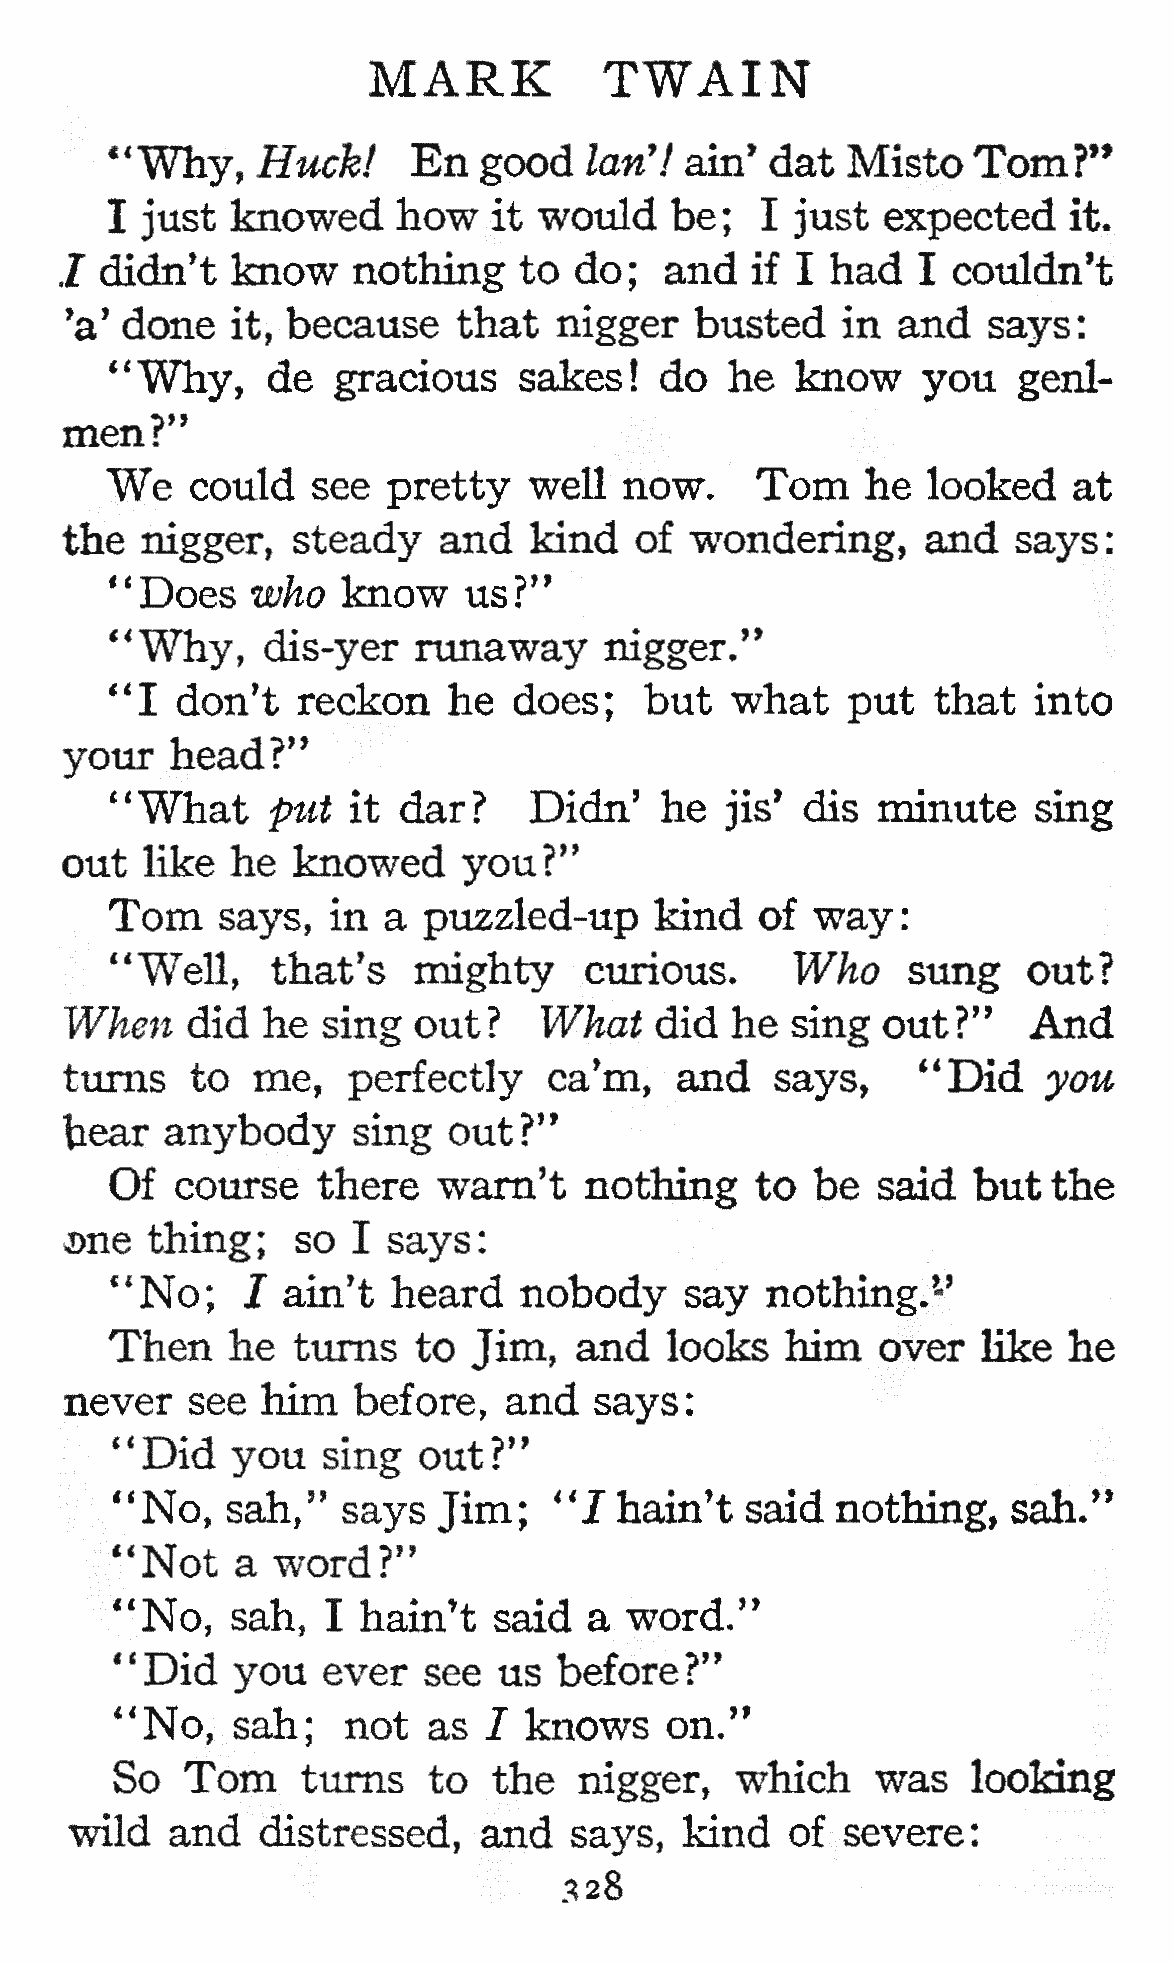 MARK TWAIN
“Why, Huck! En good lan’! ain’ dat Misto Tom?”
I just knowed how it would be; I just expected it.
I didn’t know nothing to do; and if I had I couldn’t
’a’ done it, because that nigger busted in and says:
“Why, de gracious sakes! do he know you genl-
men?”
We could see pretty well now. Tom he looked at
the nigger, steady and kind of wondering, and says:
“Does who know us?”
“Why, dis-yer runaway nigger.”
“I don’t reckon he does; but what put that into
your head?”
“What put it dar? Didn’ he jis’ dis minute sing
out like he knowed you?”
Tom says, in a puzzled-up kind of way:
“Well, that’s mighty curious. Who sung out?
When did he sing out? What did he sing out?” And
turns to me, perfectly ca’m, and says, “Did you
hear anybody sing out?”
Of course there warn’t nothing to be said but the
one thing; so I says:
“No; I ain’t heard nobody say nothing.”
Then he turns to Jim, and looks him over like he
never see him before, and says:
“Did you sing out?”
“No, sah,” says Jim; “I hain’t said nothing, sah.”
“Not a word?”
“No, sah, I hain’t said a word.”
“Did you ever see us before?”
“No, sah; not as I knows on.”
So Tom turns to the nigger, which was looking
wild and distressed, and says, kind of severe:
328